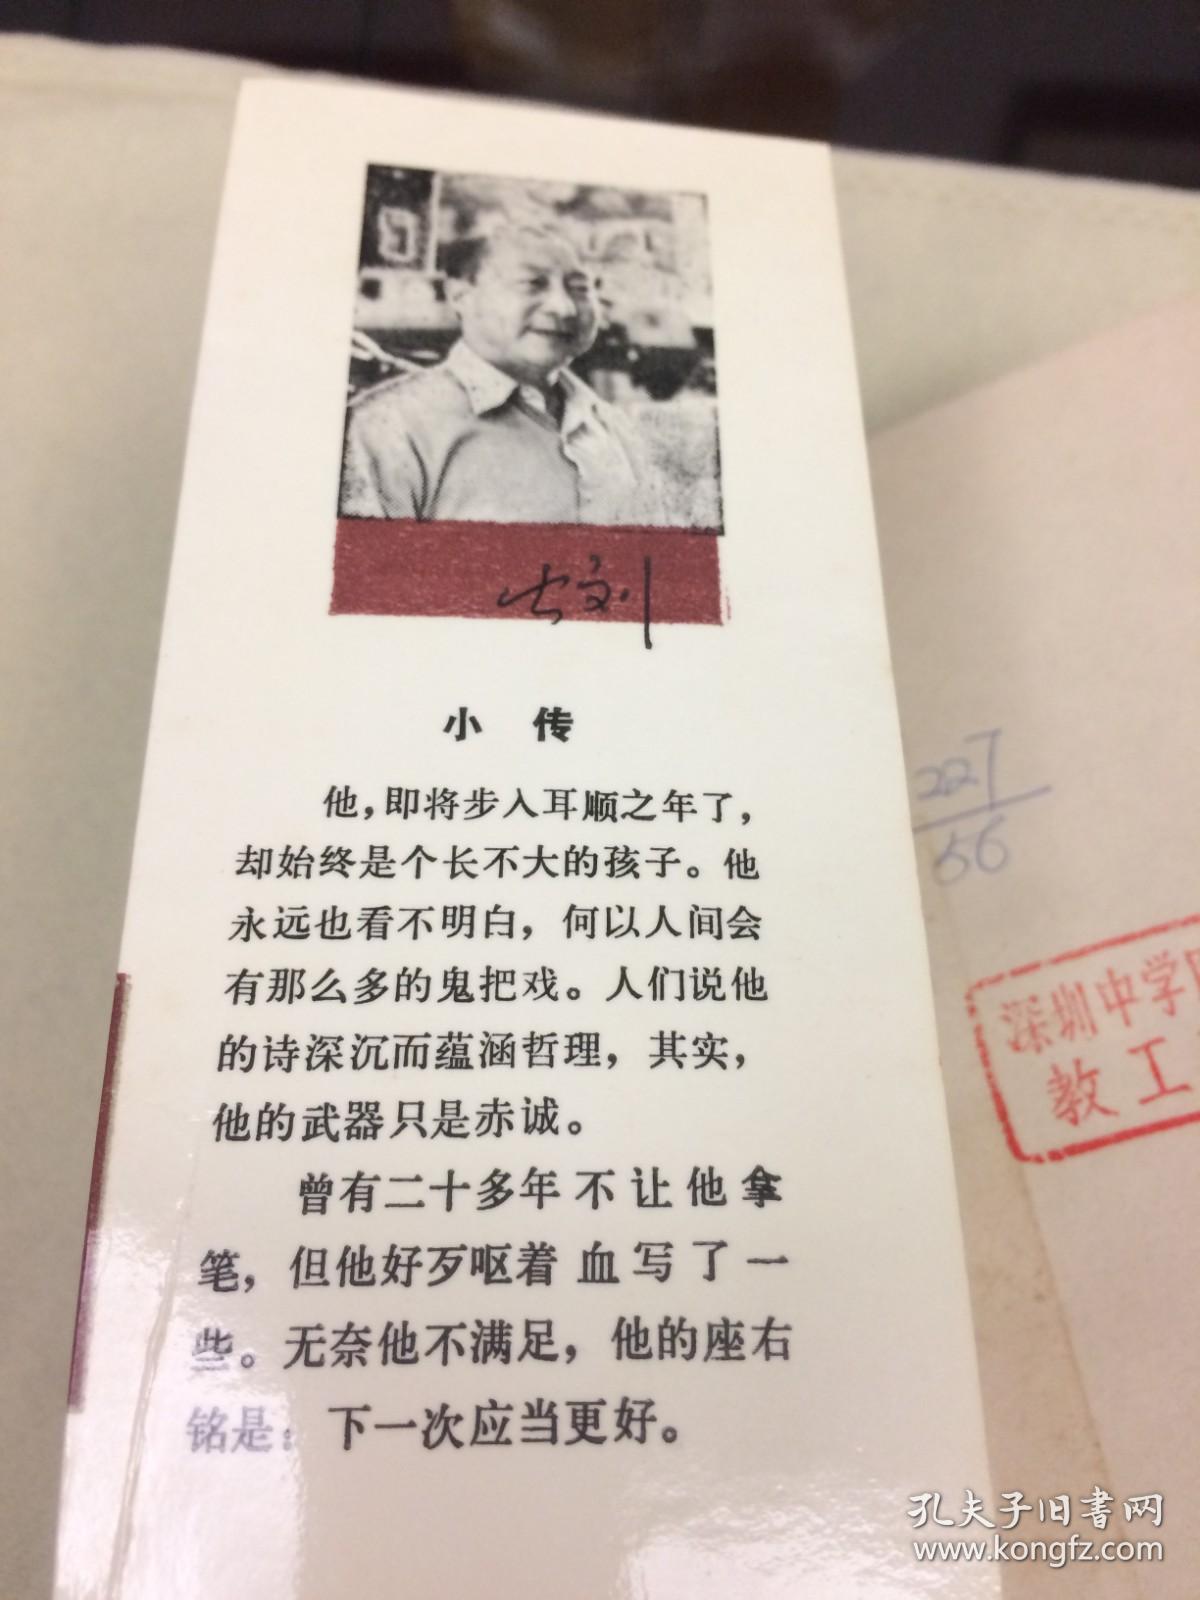 小传
他,即将步入耳顺之年了,
却始终是个长不大的孩子。他
永远也看不明白,何以人间会
有那么多的鬼把戏。人们说他
的诗深沉而蕴涵哲理,其实,
他的武器只是赤诚。
曾有二十多年不让他拿
笔,但他好歹呕着血写了一
些。无奈他不满足,他的座右
铭是:下一次应当更好。
227
56
深圳中学
教工
孔夫子旧书网
www.kongfz.com